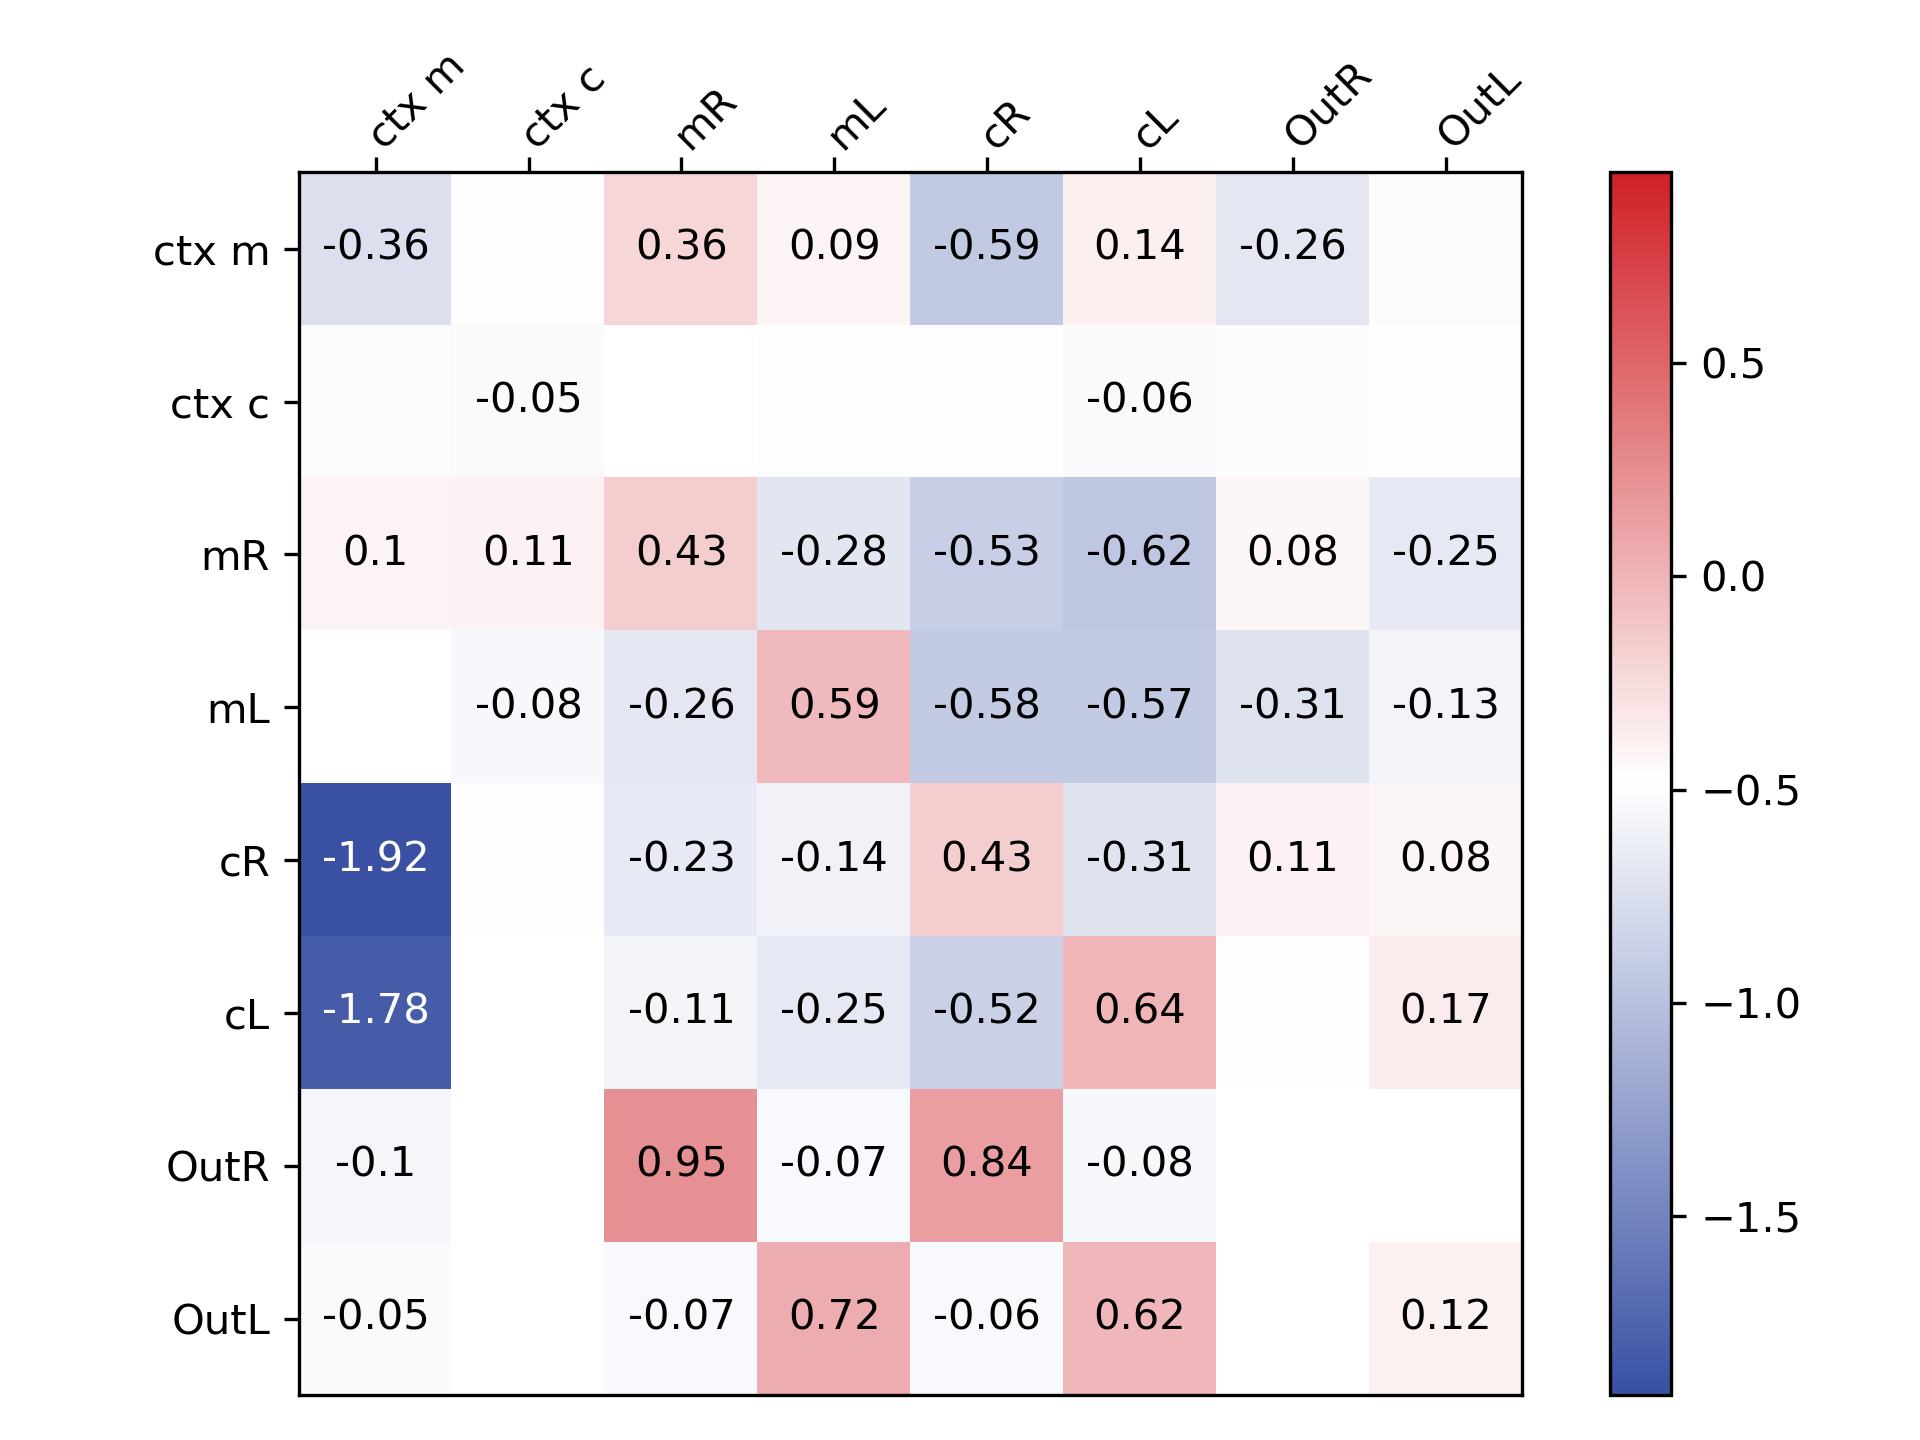 ctx m ctx c mR mL cR cL OutR OutL
ctx m -0.36 0.36 0.09 -0.59 0.14 -0.26
ctx c -0.05 -0.06
mR 0.1 0.11 0.43 -0.28 -0.53 -0.62 0.08 -0.25
mL -0.08 -0.26 0.59 -0.58 -0.57 -0.31 -0.13
cR -1.92 -0.23 -0.14 0.43 -0.31 0.11 0.08
cL -1.78 -0.11 -0.25 -0.52 0.64 0.17
OutR -0.1 0.95 -0.07 0.84 -0.08
OutL -0.05 -0.07 0.72 -0.06 0.62 0.12
0.5
0.0
−0.5
−1.0
−1.5